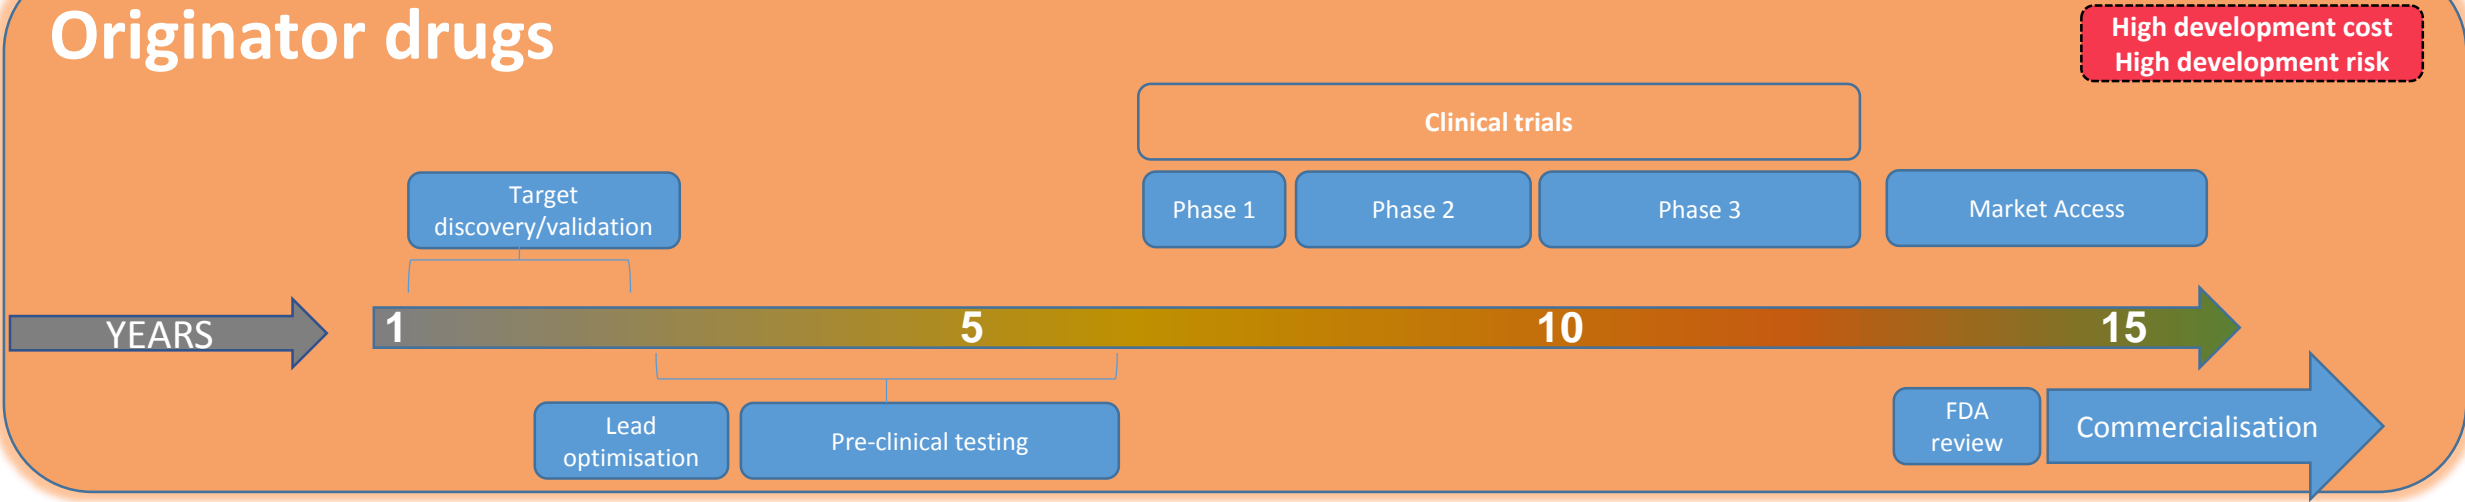 Originator drugs
High development cost
High development risk
Clinical trials
Target
discovery/validation
Phase 1
Phase 2
Phase 3
Market Access
YEARS
1
5
10
15
Lead
optimisation
Pre-clinical testing
FDA
review
Commercialisation